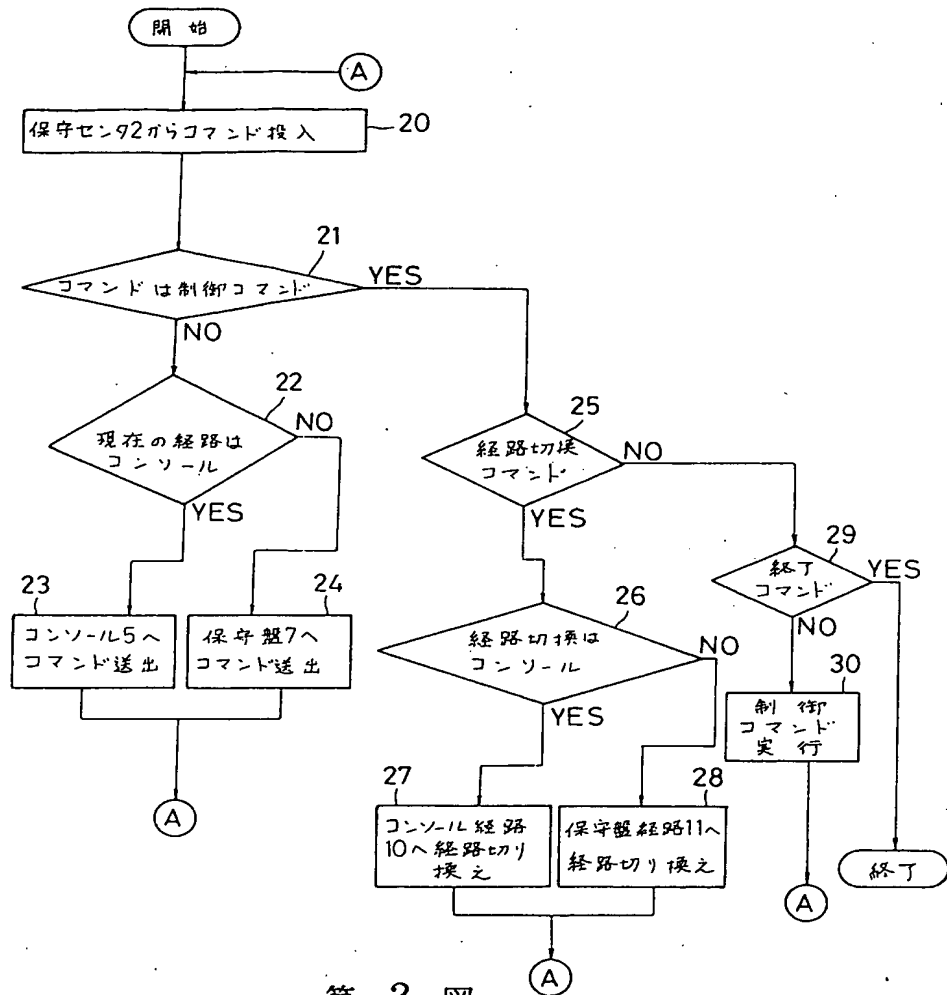 開始
A
保守センタ2からコマンド投入
20
21
コマンドは制御コマンド
YES
NO
22
現在の経路は
コンソール
NO
YES
25
経路切換
コマンド
NO
YES
23
コンソール5へ
コマンド送出
24
保守盤7へ
コマンド送出
A
26
経路切換は
コンソール
NO
YES
29
終了
コマンド
YES
NO
30
制御
コマンド
実行
27
コンソール経路
10へ経路切り
換え
28
保守盤経路11へ
経路切り換え
終了
A
A
第2図